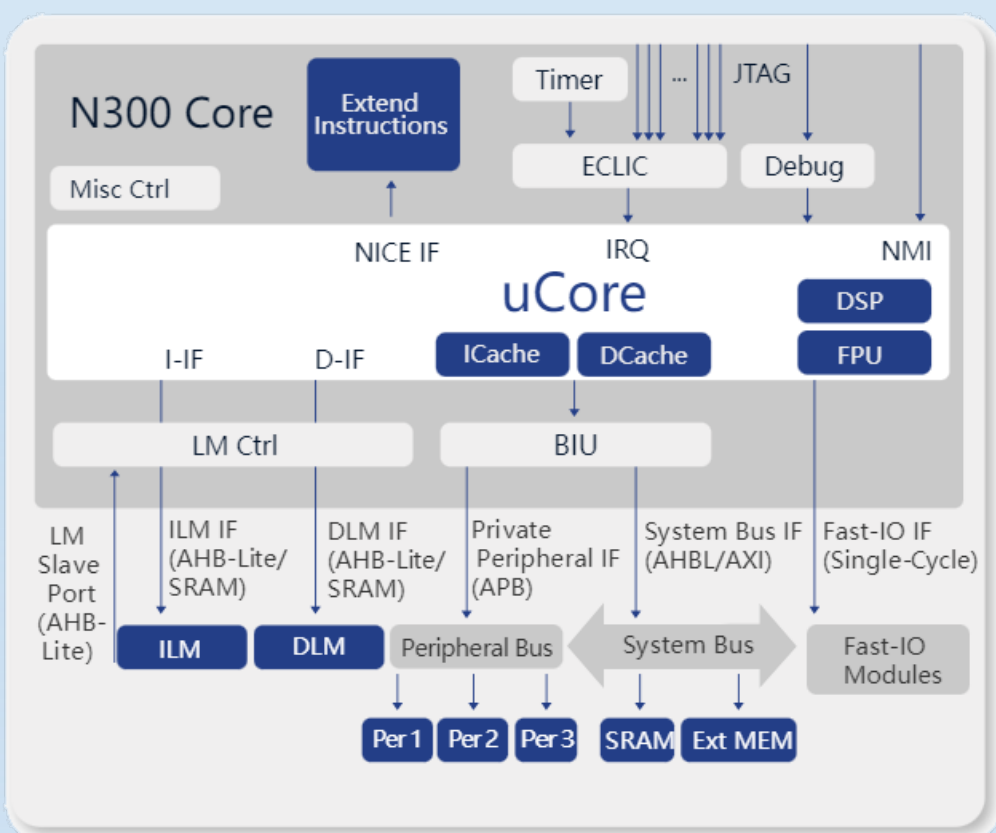 N300 Core
Extend
Instructions
Timer
...
JTAG
Misc Ctrl
ECLIC
Debug
NICE IF
IRQ
NMI
uCore
DSP
I-IF
D-IF
ICache
DCache
FPU
LM Ctrl
BIU
LM
Slave
Port
(AHB-
Lite)
ILM IF
(AHB-Lite/
SRAM)
DLM IF
(AHB-Lite/
SRAM)
Private
Peripheral IF
(APB)
System Bus IF
(AHBL/AXI)
Fast-IO IF
(Single-Cycle)
ILM
DLM
Peripheral Bus
System Bus
Fast-IO
Modules
Per1
Per2
Per3
SRAM
Ext MEM